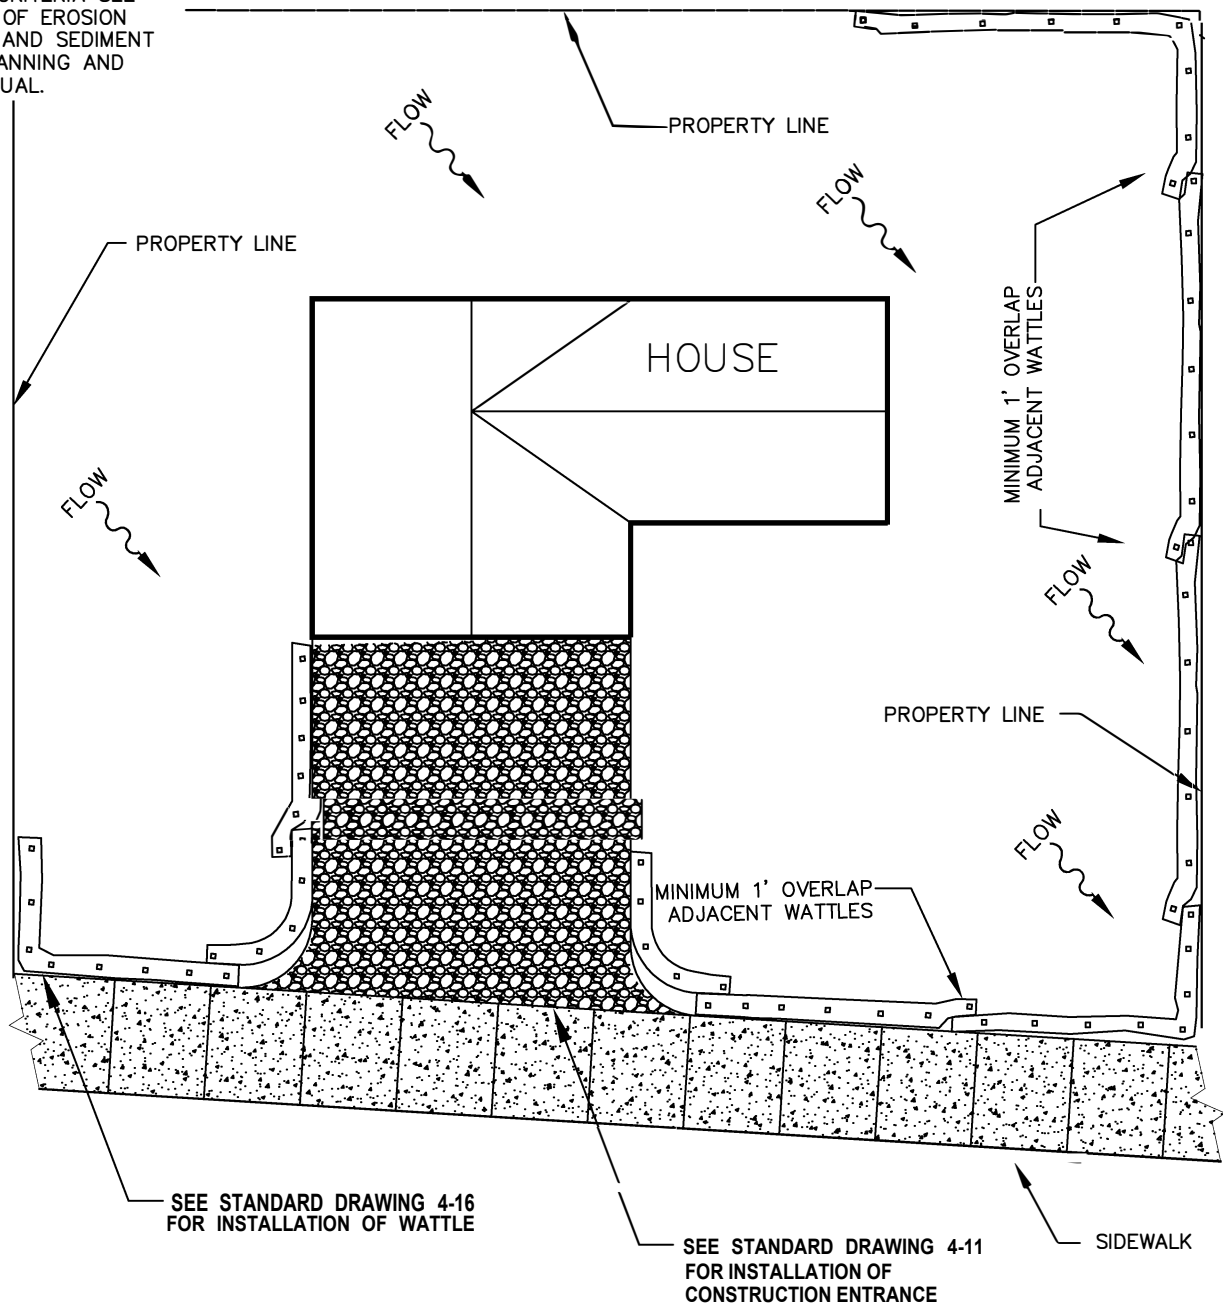 OF EROSION
AND SEDIMENT
AND
FLOW
PROPERTY LINE
FLOW
PROPERTY LINE
MINIMUM 1' OVERLAP
ADJACENT WATTLES
HOUSE
FLOW
FLOW
PROPERTY LINE
FLOW
MINIMUM 1' OVERLAP
ADJACENT WATTLES
SEE STANDARD DRAWING 4-16
FOR INSTALLATION OF WATTLE
SEE STANDARD DRAWING 4-11
FOR INSTALLATION OF
CONSTRUCTION ENTRANCE
SIDEWALK